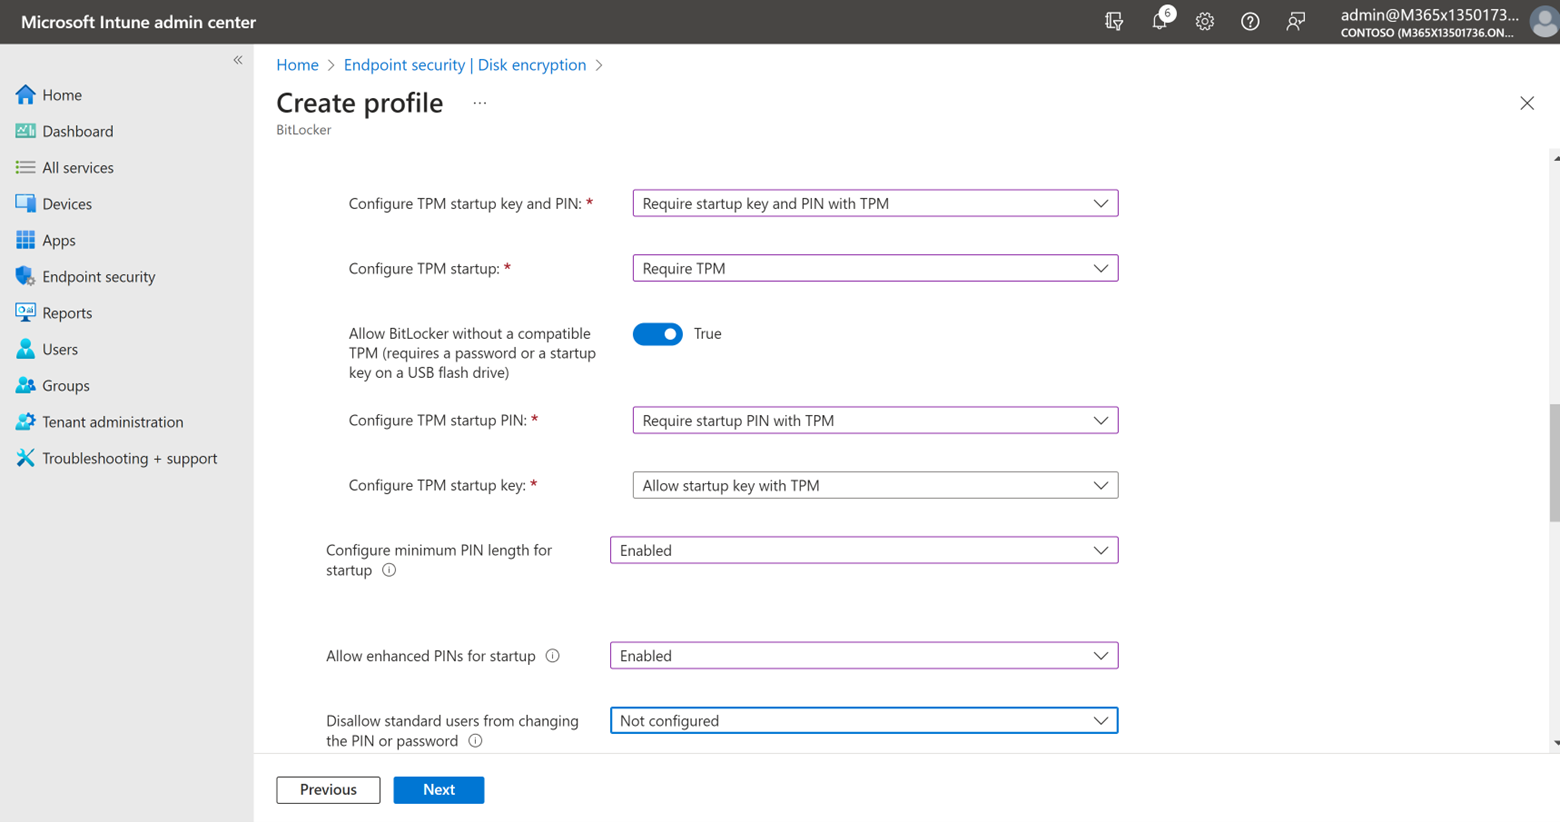 Microsoft Intune admin center
6
admin@M365x1350173...
CONTOSO (M365X13501736.ON...
«
Home
Dashboard
All services
Devices
Apps
Endpoint security
Reports
Users
Groups
Tenant administration
Troubleshooting + support
Home > Endpoint security | Disk encryption >
Create profile ...
BitLocker
Configure TPM startup key and PIN: * Require startup key and PIN with TPM
Configure TPM startup: * Require TPM
Allow BitLocker without a compatible True
TPM (requires a password or a startup
key on a USB flash drive)
Configure TPM startup PIN: * Require startup PIN with TPM
Configure TPM startup key: * Allow startup key with TPM
Configure minimum PIN length for Enabled
startup
Allow enhanced PINs for startup Enabled
Disallow standard users from changing Not configured
the PIN or password
Previous Next